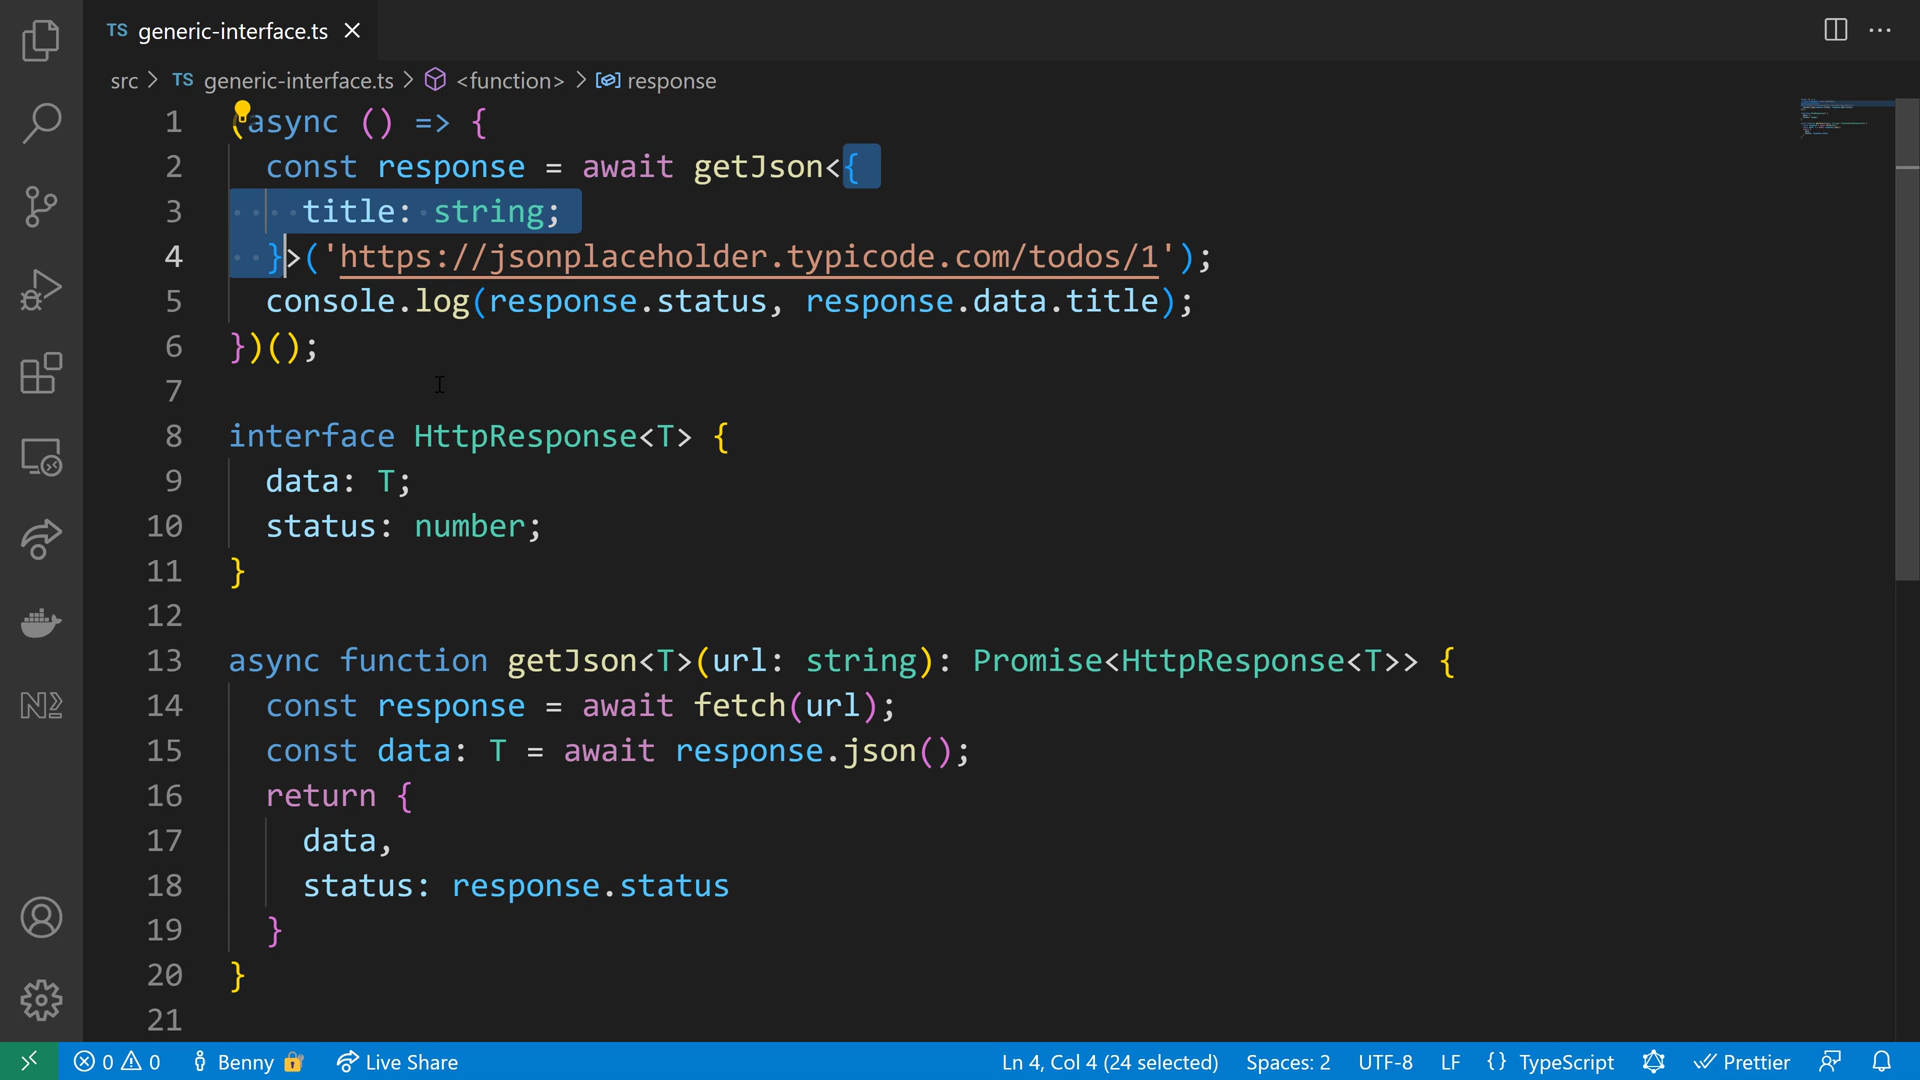 TS generic-interface.ts
src > TS generic-interface.ts > <function> > response
1 (async () => {
2 const response = await getJson<{
3 title: string;
4 }>('https://jsonplaceholder.typicode.com/todos/1');
5 console.log(response.status, response.data.title);
6 })();
7
8 interface HttpResponse<T> {
9 data: T;
10 status: number;
11 }
12
13 async function getJson<T>(url: string): Promise<HttpResponse<T>> {
14 const response = await fetch(url);
15 const data: T = await response.json();
16 return {
17 data,
18 status: response.status
19 }
20 }
21
0 0 Benny Live Share Ln 4, Col 4 (24 selected) Spaces: 2 UTF-8 LF {} TypeScript Prettier